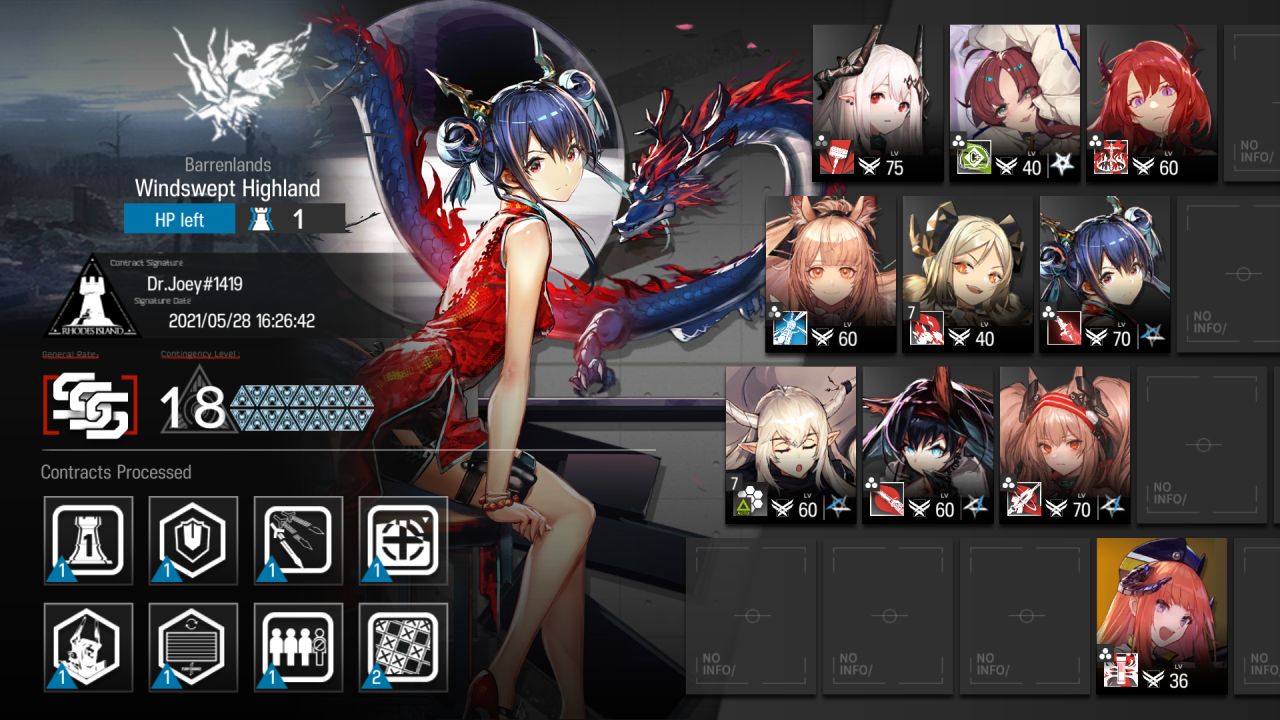 Barrenlands
Windswept Highland
HP left
1
Contract Signature
Dr.Joey#1419
Signature Date
2021/05/28 16:26:42
RHODES ISLAND
General Rate:
Contingency Level:
18
Contracts Processed
1
1
1
1
1
1
1
1
2
LV
75
LV
40
LV
60
NO
INFO/
LV
60
7
LV
40
LV
70
NO
INFO/
7
AUTO
LV
60
LV
60
LV
70
NO
INFO/
NO
INFO/
NO
INFO/
NO
INFO/
LV
36
NO
INFO/